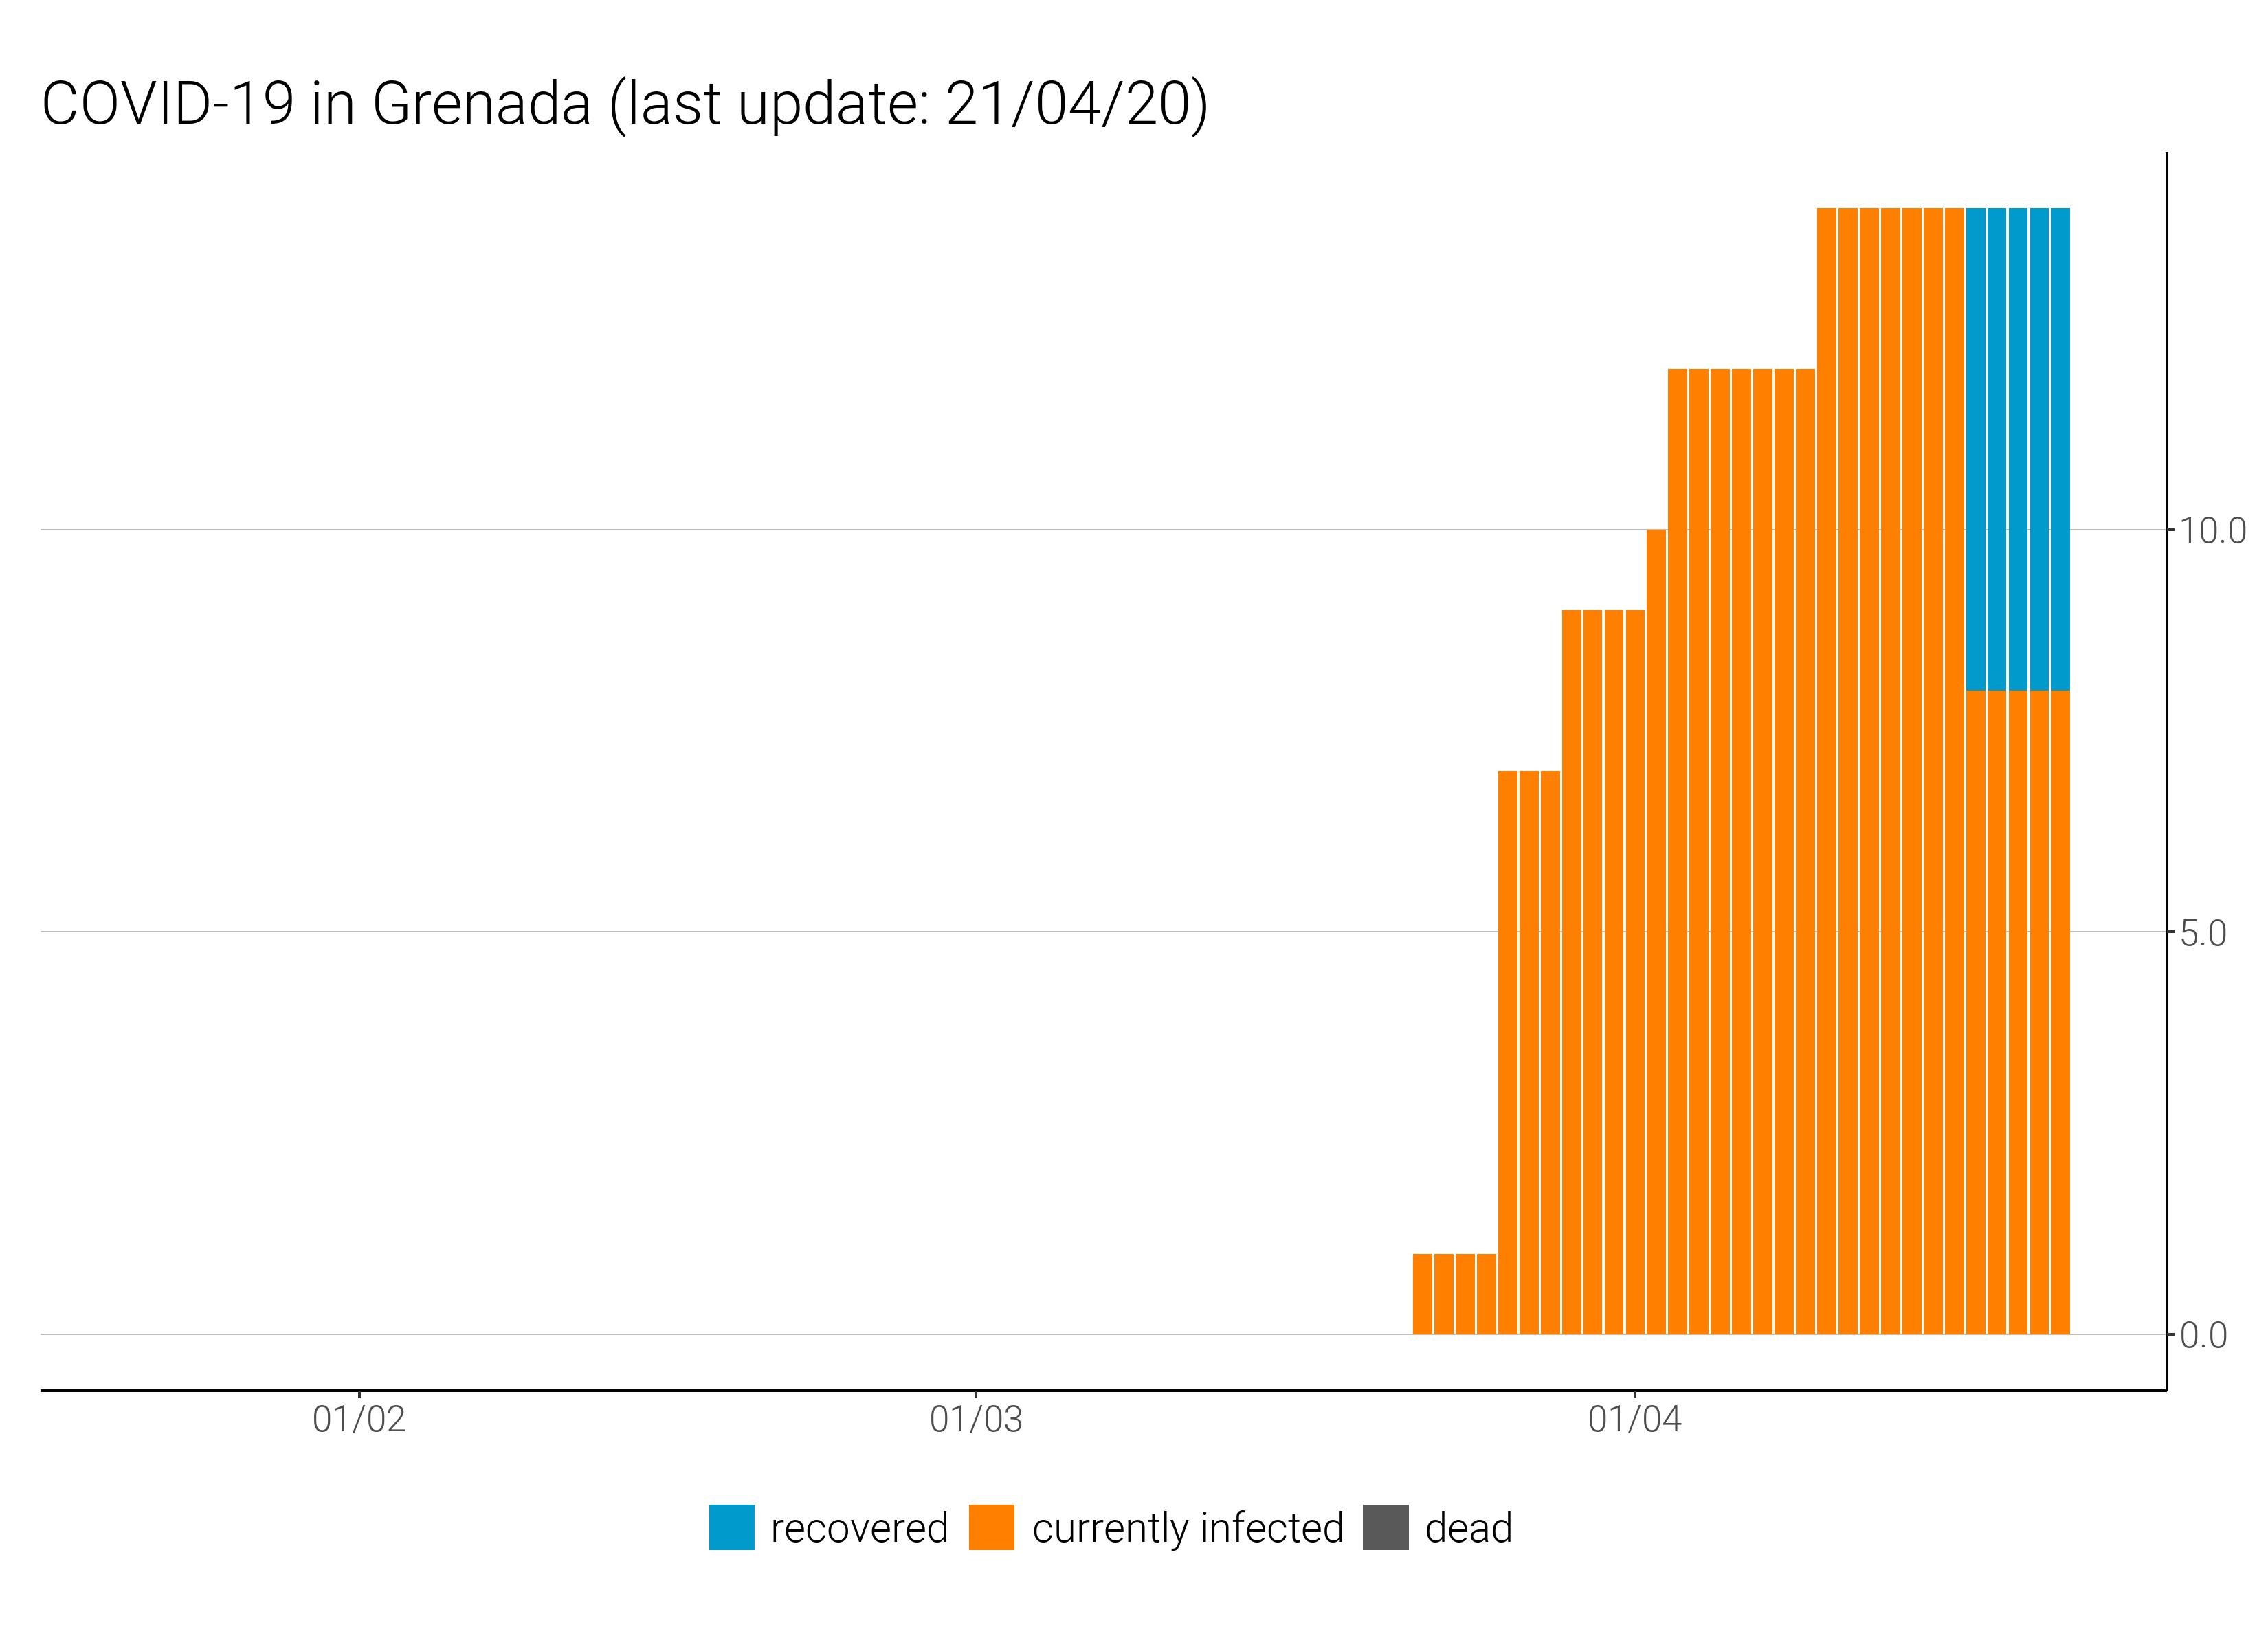 COVID-19 in Grenada (last update: 21/04/20)
10.0
5.0
0.0
01/02 01/03 01/04
recovered currently infected dead